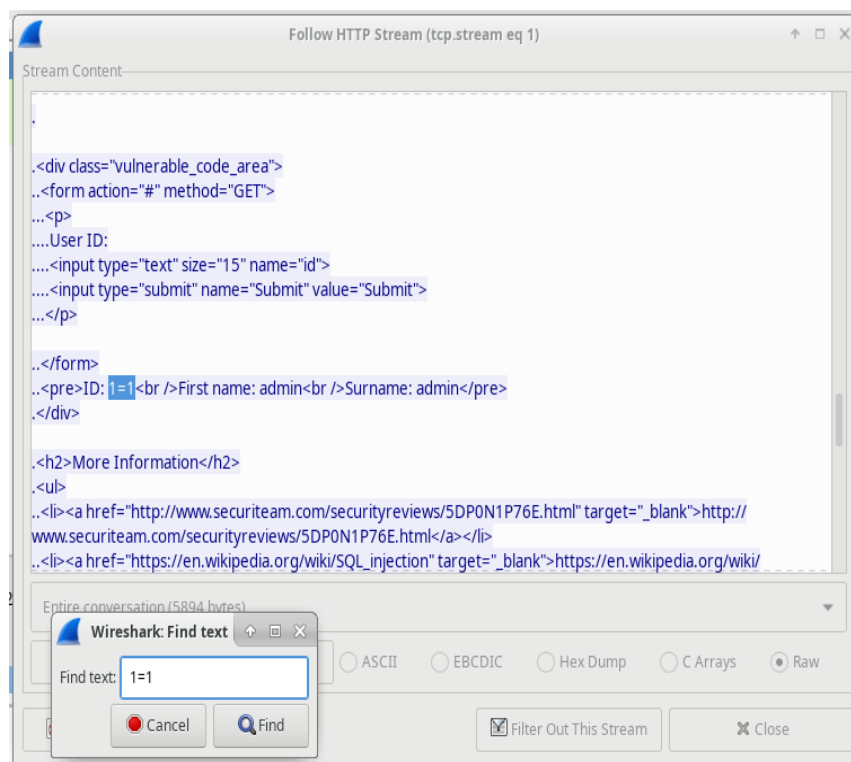 Follow HTTP Stream (tcp.stream eq 1)
Stream Content
.
.<div class="vulnerable_code_area">
..<form action="#" method="GET">
...<p>
....User ID:
....<input type="text" size="15" name="id">
....<input type="submit" name="Submit" value="Submit">
...</p>
..</form>
..<pre>ID: 1=1<br />First name: admin<br />Surname: admin</pre>
.</div>
.<h2>More Information</h2>
.<ul>
..<li><a href="http://www.securiteam.com/securityreviews/5DP0N1P76E.html" target="_blank">http://
www.securiteam.com/securityreviews/5DP0N1P76E.html</a></li>
..<li><a href="https://en.wikipedia.org/wiki/SQL_injection" target="_blank">https://en.wikipedia.org/wiki/
Entire conversation (5894 bytes)
Wireshark: Find text
Find text: 1=1
Cancel Find
ASCII EBCDIC Hex Dump C Arrays Raw
Filter Out This Stream Close